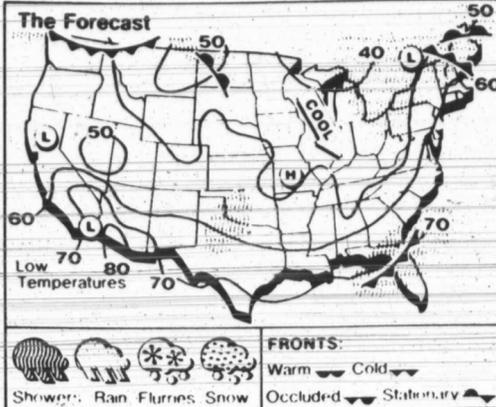 The Forecast
50
50
40
L
60
COOL
L
50
H
60
L
70
70
80
70
Low
Temperatures
Showers Rain Flurries Snow
FRONTS:
Warm Cold
Occluded Stationary